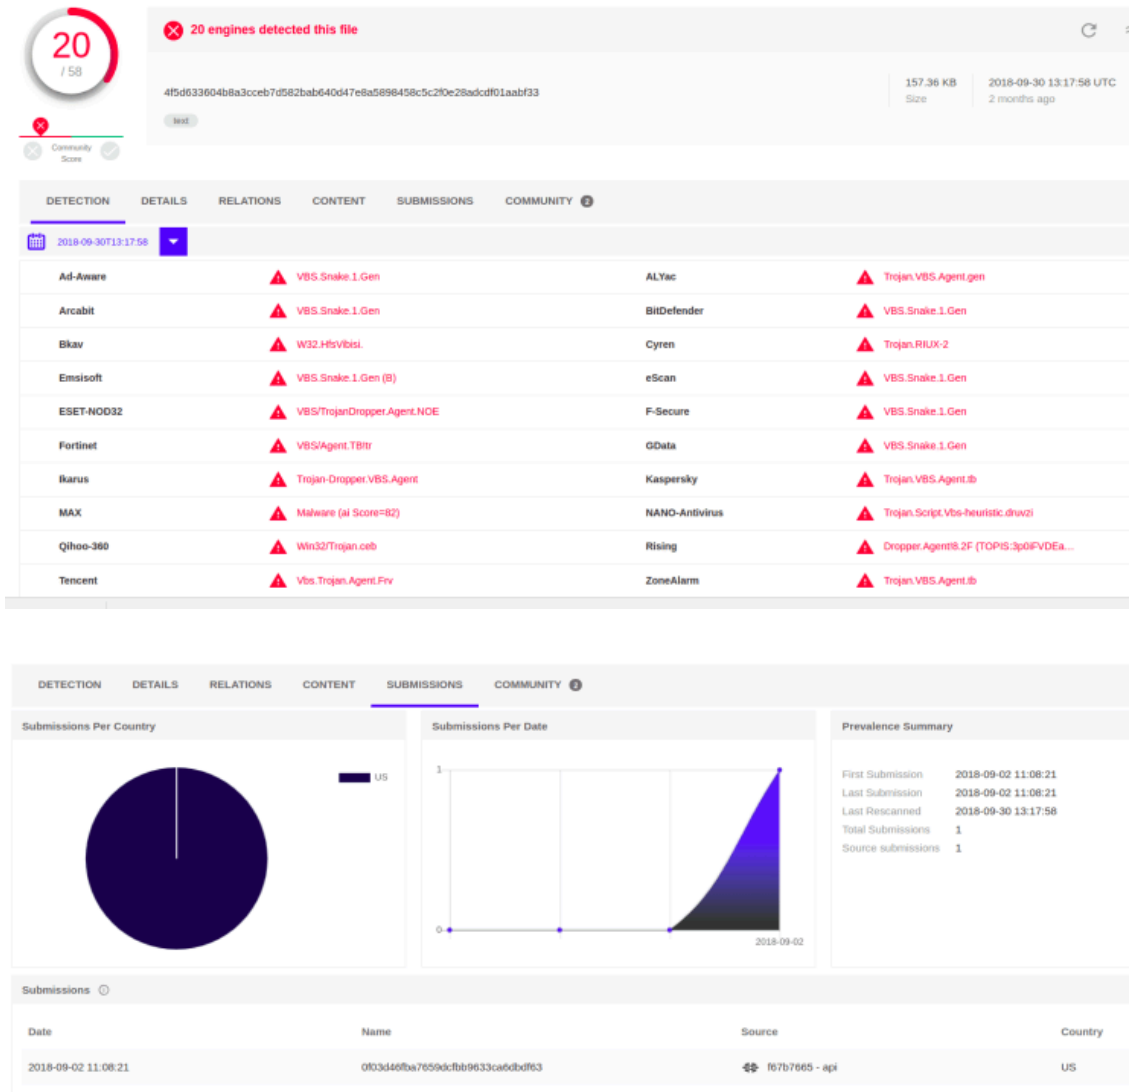 20
/ 58
20 engines detected this file
4f5d633604b8a3cceb7d582bab640d47e8a5898458c5c2f0e28adcdf01aabf33
text
157.36 KB
Size
2018-09-30 13:17:58 UTC
2 months ago
Community
Score
DETECTION DETAILS RELATIONS CONTENT SUBMISSIONS COMMUNITY 2
2018-09-30T13:17:58
Ad-Aware VBS.Snake.1.Gen ALYac Trojan.VBS.Agent.gen
Arcabit VBS.Snake.1.Gen BitDefender VBS.Snake.1.Gen
Bkav W32.HfsVibisi. Cyren Trojan.RIUX-2
Emsisoft VBS.Snake.1.Gen (B) eScan VBS.Snake.1.Gen
ESET-NOD32 VBS/TrojanDropper.Agent.NOE F-Secure VBS.Snake.1.Gen
Fortinet VBS/Agent.TB!tr GData VBS.Snake.1.Gen
Ikarus Trojan-Dropper.VBS.Agent Kaspersky Trojan.VBS.Agent.tb
MAX Malware (ai Score=82) NANO-Antivirus Trojan.Script.Vbs-heuristic.druvzi
Qihoo-360 Win32/Trojan.ceb Rising Dropper.Agent!8.2F (TOPIS:3p0iFVDEa...
Tencent Vbs.Trojan.Agent.Frv ZoneAlarm Trojan.VBS.Agent.tb
DETECTION DETAILS RELATIONS CONTENT SUBMISSIONS COMMUNITY 2
Submissions Per Country
US
Submissions Per Date
1
0
2018-09-02
Prevalence Summary
First Submission 2018-09-02 11:08:21
Last Submission 2018-09-02 11:08:21
Last Rescanned 2018-09-30 13:17:58
Total Submissions 1
Source submissions 1
Submissions
Date Name Source Country
2018-09-02 11:08:21 0f03d46fba7659dcfbb9633ca6dbdf63 f67b7665 - api US